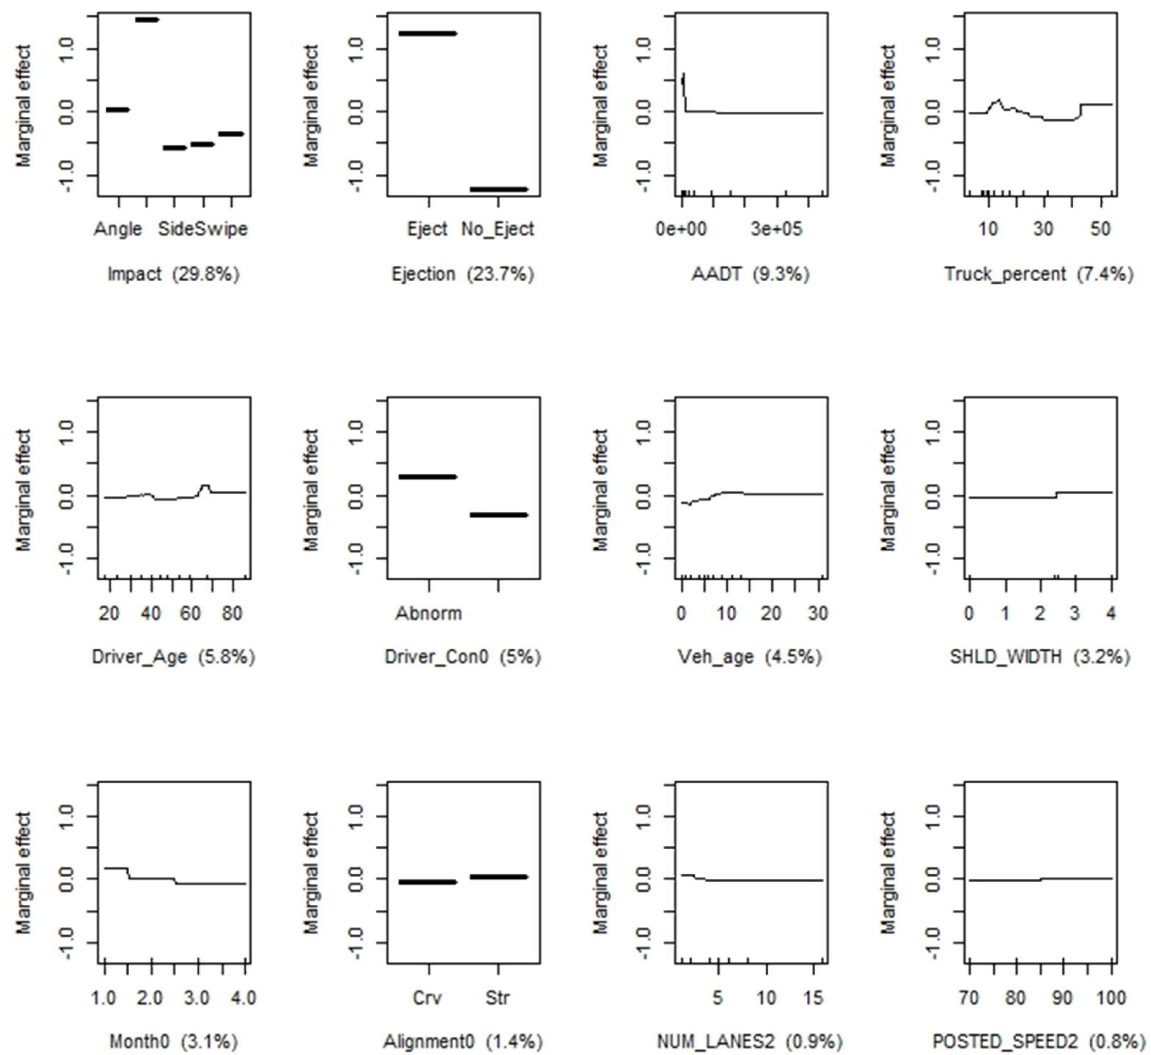 Marginal effect
1.0
0.0
-1.0
Angle SideSwipe
Impact (29.8%)
Marginal effect
1.0
0.0
-1.0
Eject No_Eject
Ejection (23.7%)
Marginal effect
1.0
0.0
-1.0
0e+00 3e+05
AADT (9.3%)
Marginal effect
1.0
0.0
-1.0
10 30 50
Truck_percent (7.4%)
Marginal effect
1.0
0.0
-1.0
20 40 60 80
Driver_Age (5.8%)
Marginal effect
1.0
0.0
-1.0
Abnorm
Driver_Con0 (5%)
Marginal effect
1.0
0.0
-1.0
0 10 20 30
Veh_age (4.5%)
Marginal effect
1.0
0.0
-1.0
0 1 2 3 4
SHLD_WIDTH (3.2%)
Marginal effect
1.0
0.0
-1.0
1.0 2.0 3.0 4.0
Month0 (3.1%)
Marginal effect
1.0
0.0
-1.0
Crv Str
Alignment0 (1.4%)
Marginal effect
1.0
0.0
-1.0
5 10 15
NUM_LANES2 (0.9%)
Marginal effect
1.0
0.0
-1.0
70 80 90 100
POSTED_SPEED2 (0.8%)